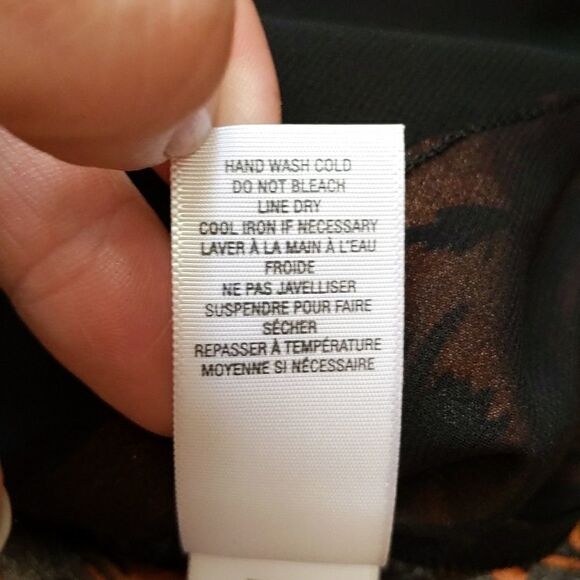 HAND WASH COLD
DO NOT BLEACH
LINE DRY
COOL IRON IF NECESSARY
LAVER À LA MAIN À L'EAU
FROIDE
NE PAS JAVELLISER
SUSPENDRE POUR FAIRE
SÉCHER
REPASSER À TEMPÉRATURE
MOYENNE SI NÉCESSAIRE